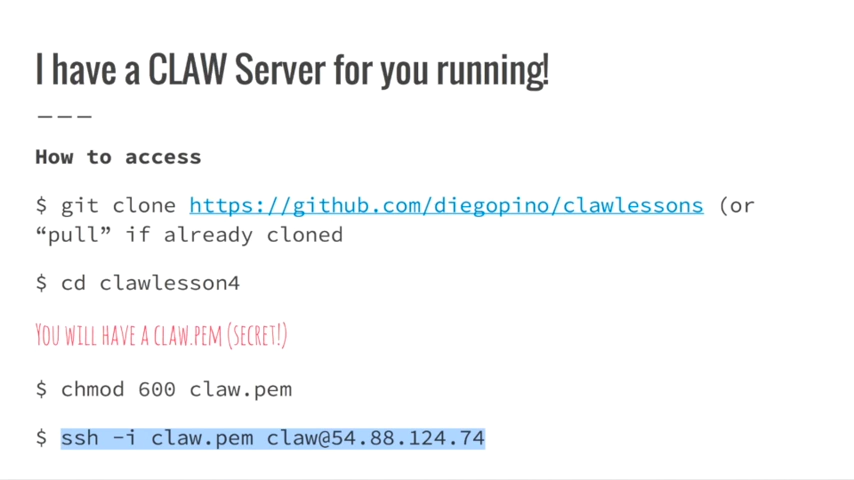 I have a CLAW Server for you running!
___
How to access
$ git clone https://github.com/diegopino/clawlessons (or
“pull” if already cloned
$ cd clawlesson4
You will have a claw.pem (secret!)
$ chmod 600 claw.pem
$ ssh -i claw.pem claw@54.88.124.74